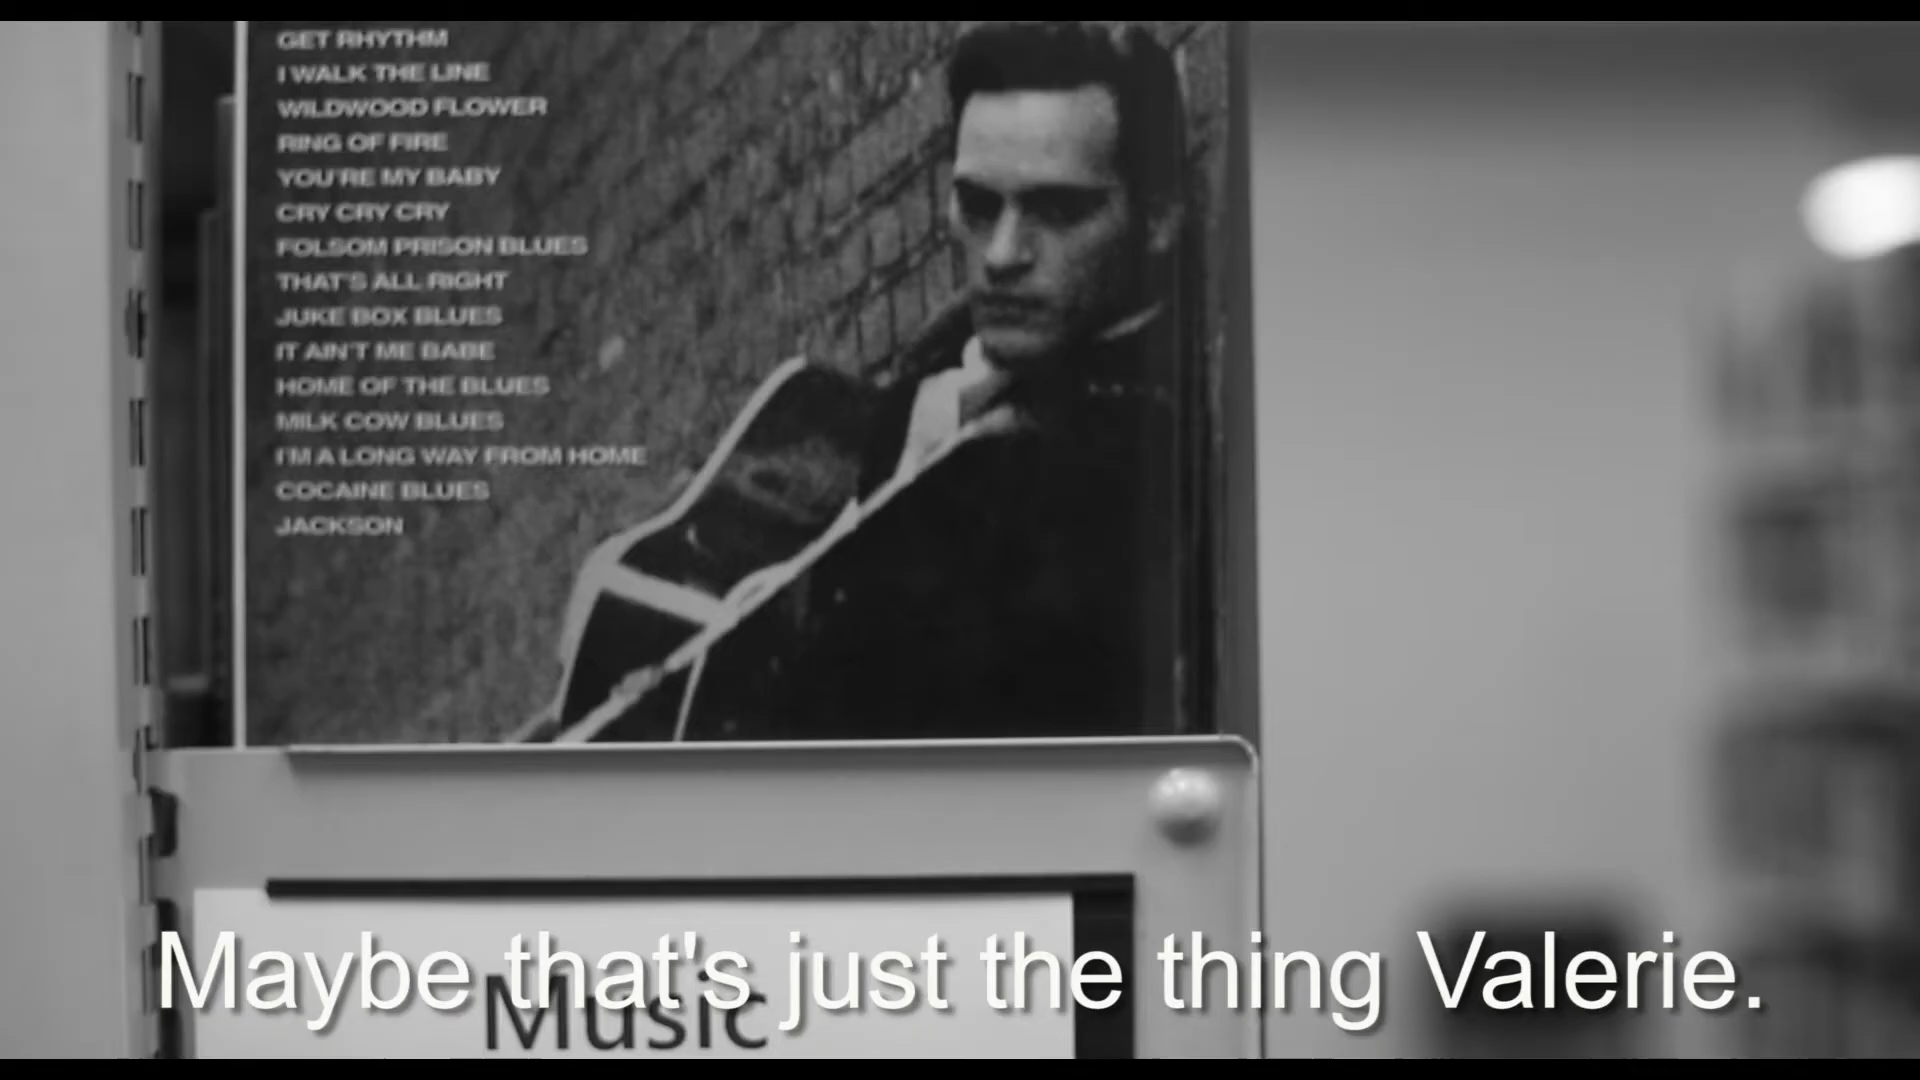 GET RHYTHM
I WALK THE LINE
WILDWOOD FLOWER
RING OF FIRE
YOU'RE MY BABY
CRY CRY CRY
FOLSOM PRISON BLUES
THAT'S ALL RIGHT
JUKE BOX BLUES
IT AIN'T ME BABE
HOME OF THE BLUES
MILK COW BLUES
I'M A LONG WAY FROM HOME
COCAINE BLUES
JACKSON
Maybe that's just the thing Valerie.
Music